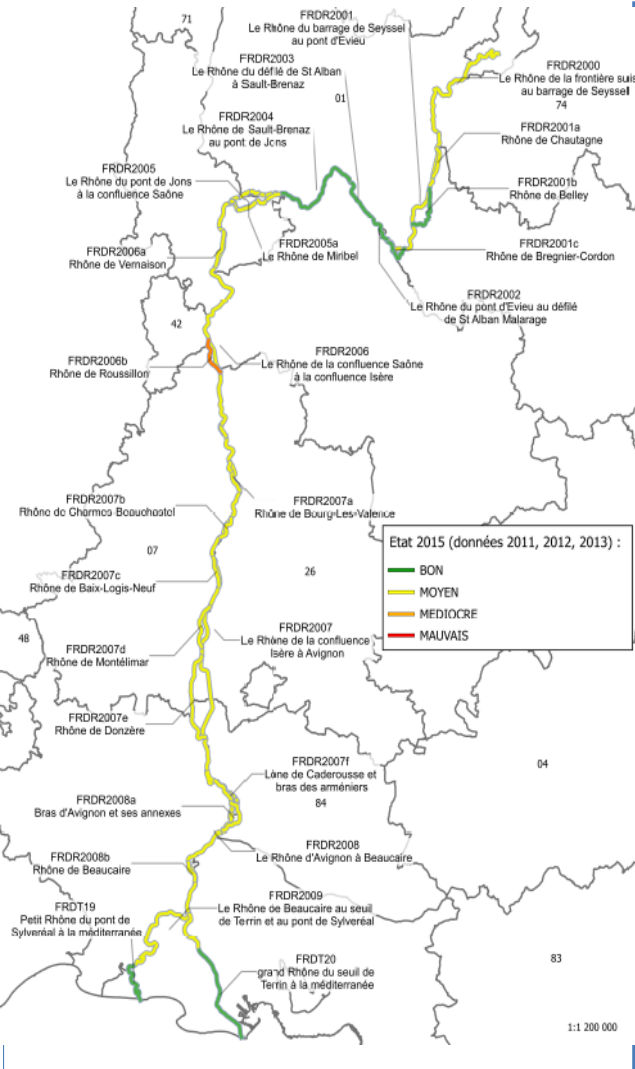 71
FRDR2001
Le Rhône du barrage de Seyssel
au pont d'Evieu
FRDR2003
Le Rhône du défilé de St Alban
à Sault-Brenaz
01
FRDR2000
Le Rhône de la frontière suis
au barrage de Seyssell
74
FRDR2004
Le Rhône de Sault-Brenaz
au pont de Jons
FRDR2001a
Rhône de Chautagne
FRDR2005
Le Rhône du pont de Jons
à la confluence Saône
FRDR2001b
Rhône de Belley
FRDR2006a
Rhône de Vernaison
FRDR2005a
Le Rhône de Miribel
FRDR2001c
Rhône de Bregnier-Cordon
FRDR2002
Le Rhône du pont d'Evieu au défilé
de St Alban Malarage
42
FRDR2006b
Rhône de Roussillon
FRDR2006
Le Rhône de la confluence Saône
à la confluence Isère
FRDR2007b
Rhône de Charmes-Beauchastel
FRDR2007a
Rhône de Bourg-Les-Valence
Etat 2015 (données 2011, 2012, 2013) :
BON
MOYEN
MEDIOCRE
MAUVAIS
07
26
FRDR2007c
Rhône de Baix-Logis-Neuf
48
FRDR2007d
Rhône de Montélimar
FRDR2007
Le Rhône de la confluence
Isère à Avignon
FRDR2007e
Rhône de Donzère
04
FRDR2007f
Lône de Caderousse et
bras des arméniers
84
FRDR2008a
Bras d'Avignon et ses annexes
FRDR2008
Le Rhône d'Avignon à Beaucaire
FRDR2008b
Rhône de Beaucaire
FRDT19
Petit Rhône du pont de
Sylveréal à la méditerranée
FRDR2009
Le Rhône de Beaucaire au seuil
de Terrin et au pont de Sylveréal
FRDT20
grand Rhône du seuil de
Terrin à la méditerranée
83
1:1 200 000